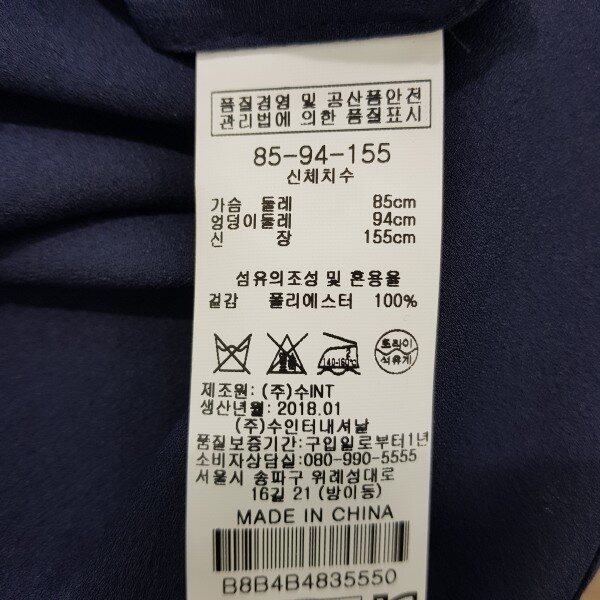 품질경영 및 공산품안전
관리법에 의한 품질표시
85-94-155
신체치수
가슴 둘레 85cm
엉덩이둘레 94cm
신 장 155cm
섬유의조성 및 혼용율
겉감 폴리에스터 100%
2
140-160℃
드라이
석유계
제조원: (주)수INT
생산년월: 2018.01
(주)수인터내셔날
품질보증기간:구입일로부터1년
소비자상담실:080-990-5555
서울시 송파구 위례성대로
16길 21 (방이동)
MADE IN CHINA
B8B4B4835550